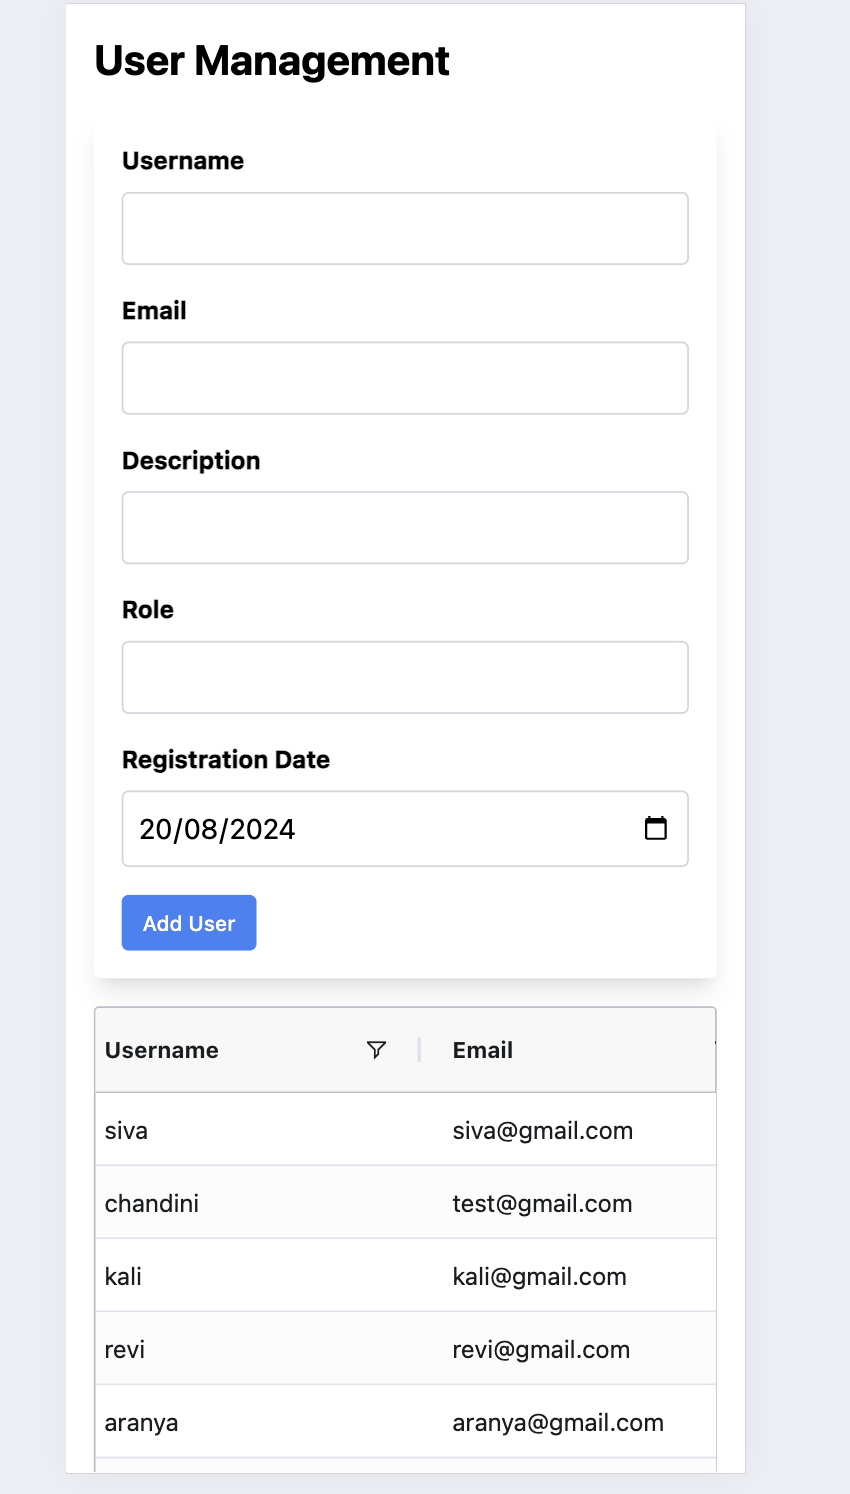 User Management
Username
Email
Description
Role
Registration Date
20/08/2024
Add User
Username Email
siva siva@gmail.com
chandini test@gmail.com
kali kali@gmail.com
revi revi@gmail.com
aranya aranya@gmail.com